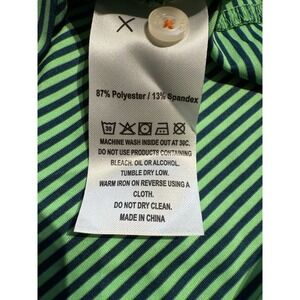 X
87% Polyester / 13% Spandex
30
MACHINE WASH INSIDE OUT AT 30C.
DO NOT USE PRODUCTS CONTAINING
BLEACH, OIL OR ALCOHOL.
TUMBLE DRY LOW.
WARM IRON ON REVERSE USING A
CLOTH.
DO NOT DRY CLEAN.
MADE IN CHINA